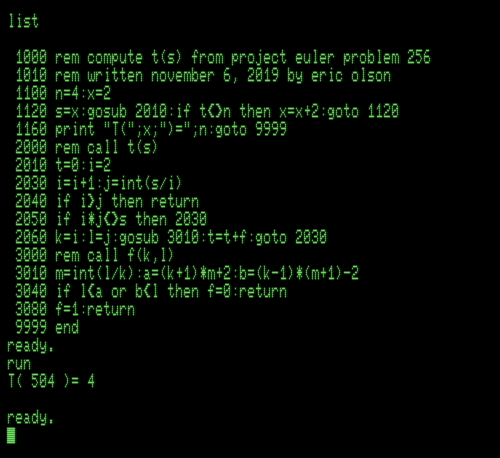 list
1000 rem compute t(s) from project euler problem 256
1010 rem written november 6, 2019 by eric olson
1100 n=4:x=2
1120 s=x:gosub 2010:if t<>n then x=x+2:goto 1120
1160 print "T(";x;")=";n:goto 9999
2000 rem call t(s)
2010 t=0:i=2
2030 i=i+1:j=int(s/i)
2040 if i>j then return
2050 if i*j<>s then 2030
2060 k=i:l=j:gosub 3010:t=t+f:goto 2030
3000 rem call f(k,l)
3010 m=int(l/k):a=(k+1)*m+2:b=(k-1)*(m+1)-2
3040 if l<a or b<l then f=0:return
3080 f=1:return
9999 end
ready.
run
T( 504 )= 4
ready.